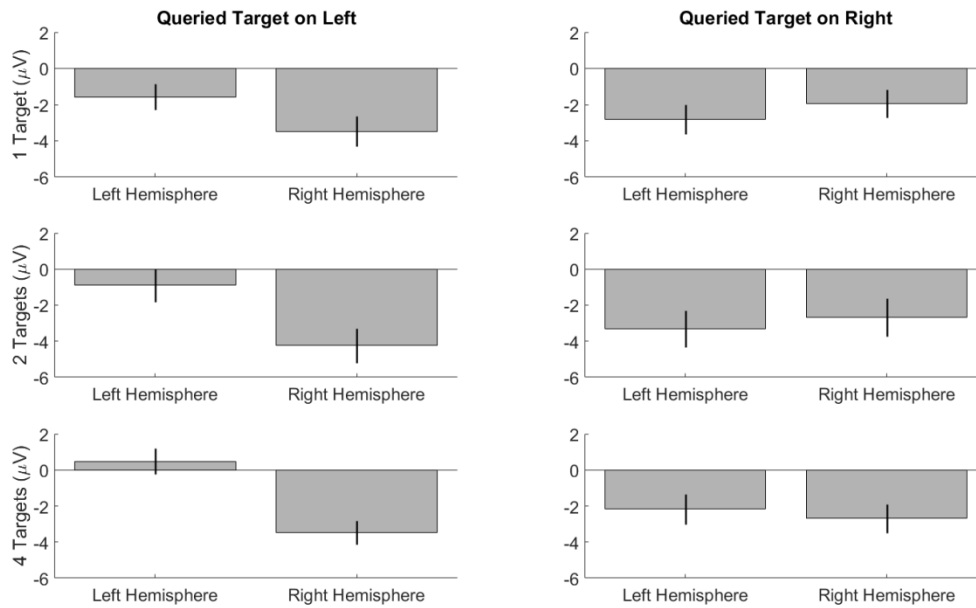 Queried Target on Left
Queried Target on Right
1 Target (μV)
2
0
-2
-4
-6
Left Hemisphere
Right Hemisphere
2
0
-2
-4
-6
Left Hemisphere
Right Hemisphere
2 Targets (μV)
2
0
-2
-4
-6
Left Hemisphere
Right Hemisphere
2
0
-2
-4
-6
Left Hemisphere
Right Hemisphere
4 Targets (μV)
2
0
-2
-4
-6
Left Hemisphere
Right Hemisphere
2
0
-2
-4
-6
Left Hemisphere
Right Hemisphere